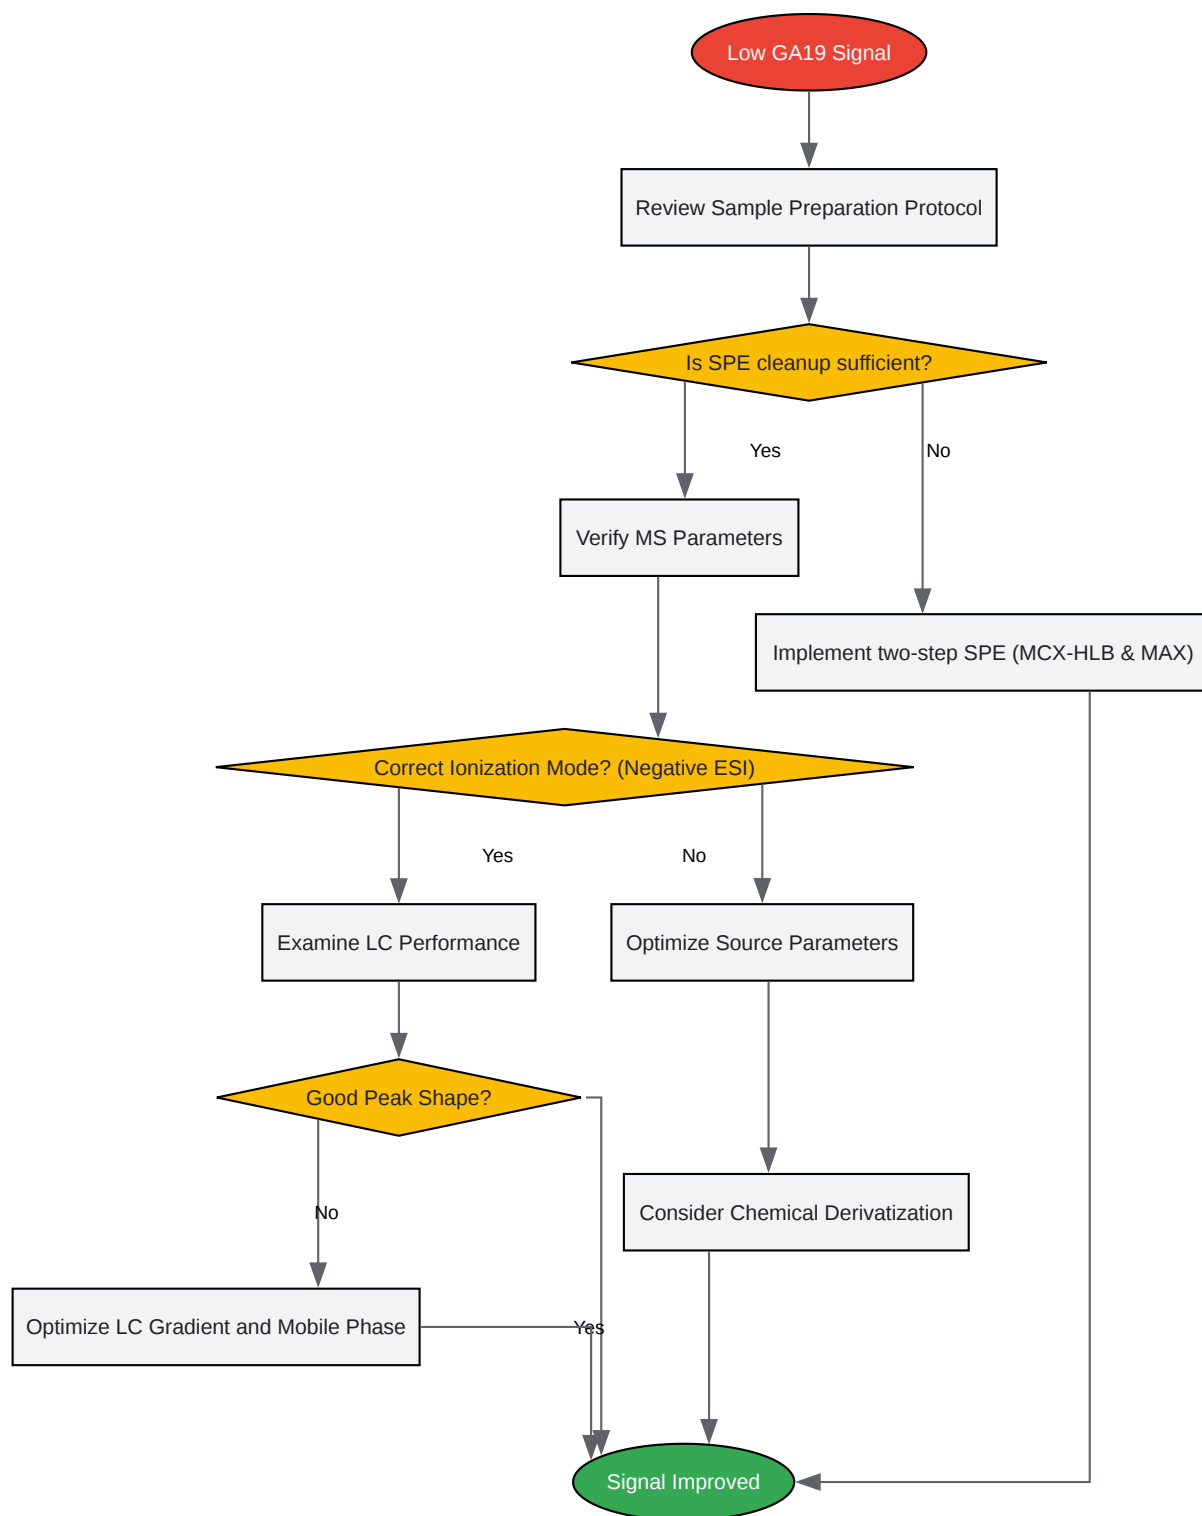 Low GA19 Signal
Review Sample Preparation Protocol
Is SPE cleanup sufficient?
Yes
No
Verify MS Parameters
Implement two-step SPE (MCX-HLB & MAX)
Correct Ionization Mode? (Negative ESI)
Yes
No
Examine LC Performance
Optimize Source Parameters
Good Peak Shape?
No
Consider Chemical Derivatization
Optimize LC Gradient and Mobile Phase
Yes
Signal Improved